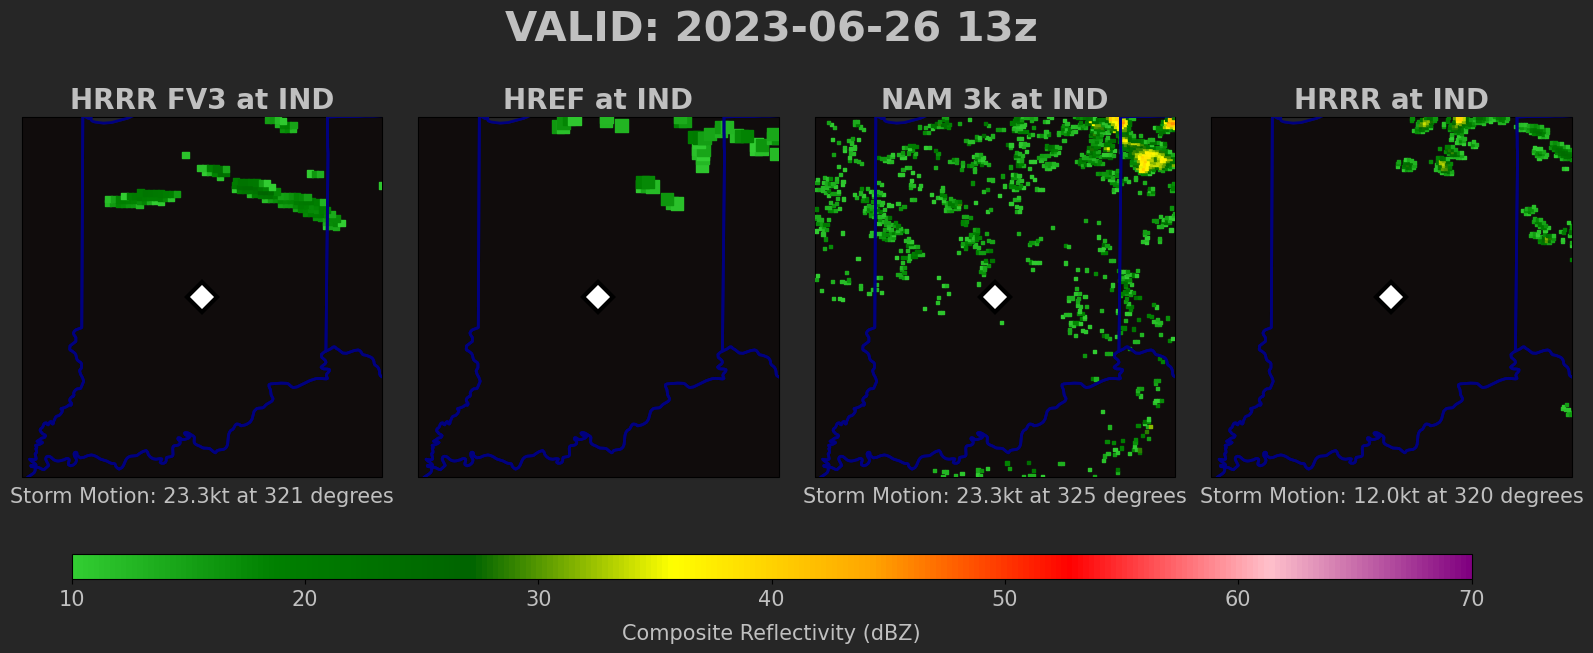 VALID: 2023-06-26 13z
HRRR FV3 at IND
HREF at IND
NAM 3k at IND
HRRR at IND
Storm Motion: 23.3kt at 321 degrees
Storm Motion: 23.3kt at 325 degrees
Storm Motion: 12.0kt at 320 degrees
10 20 30 40 50 60 70
Composite Reflectivity (dBZ)